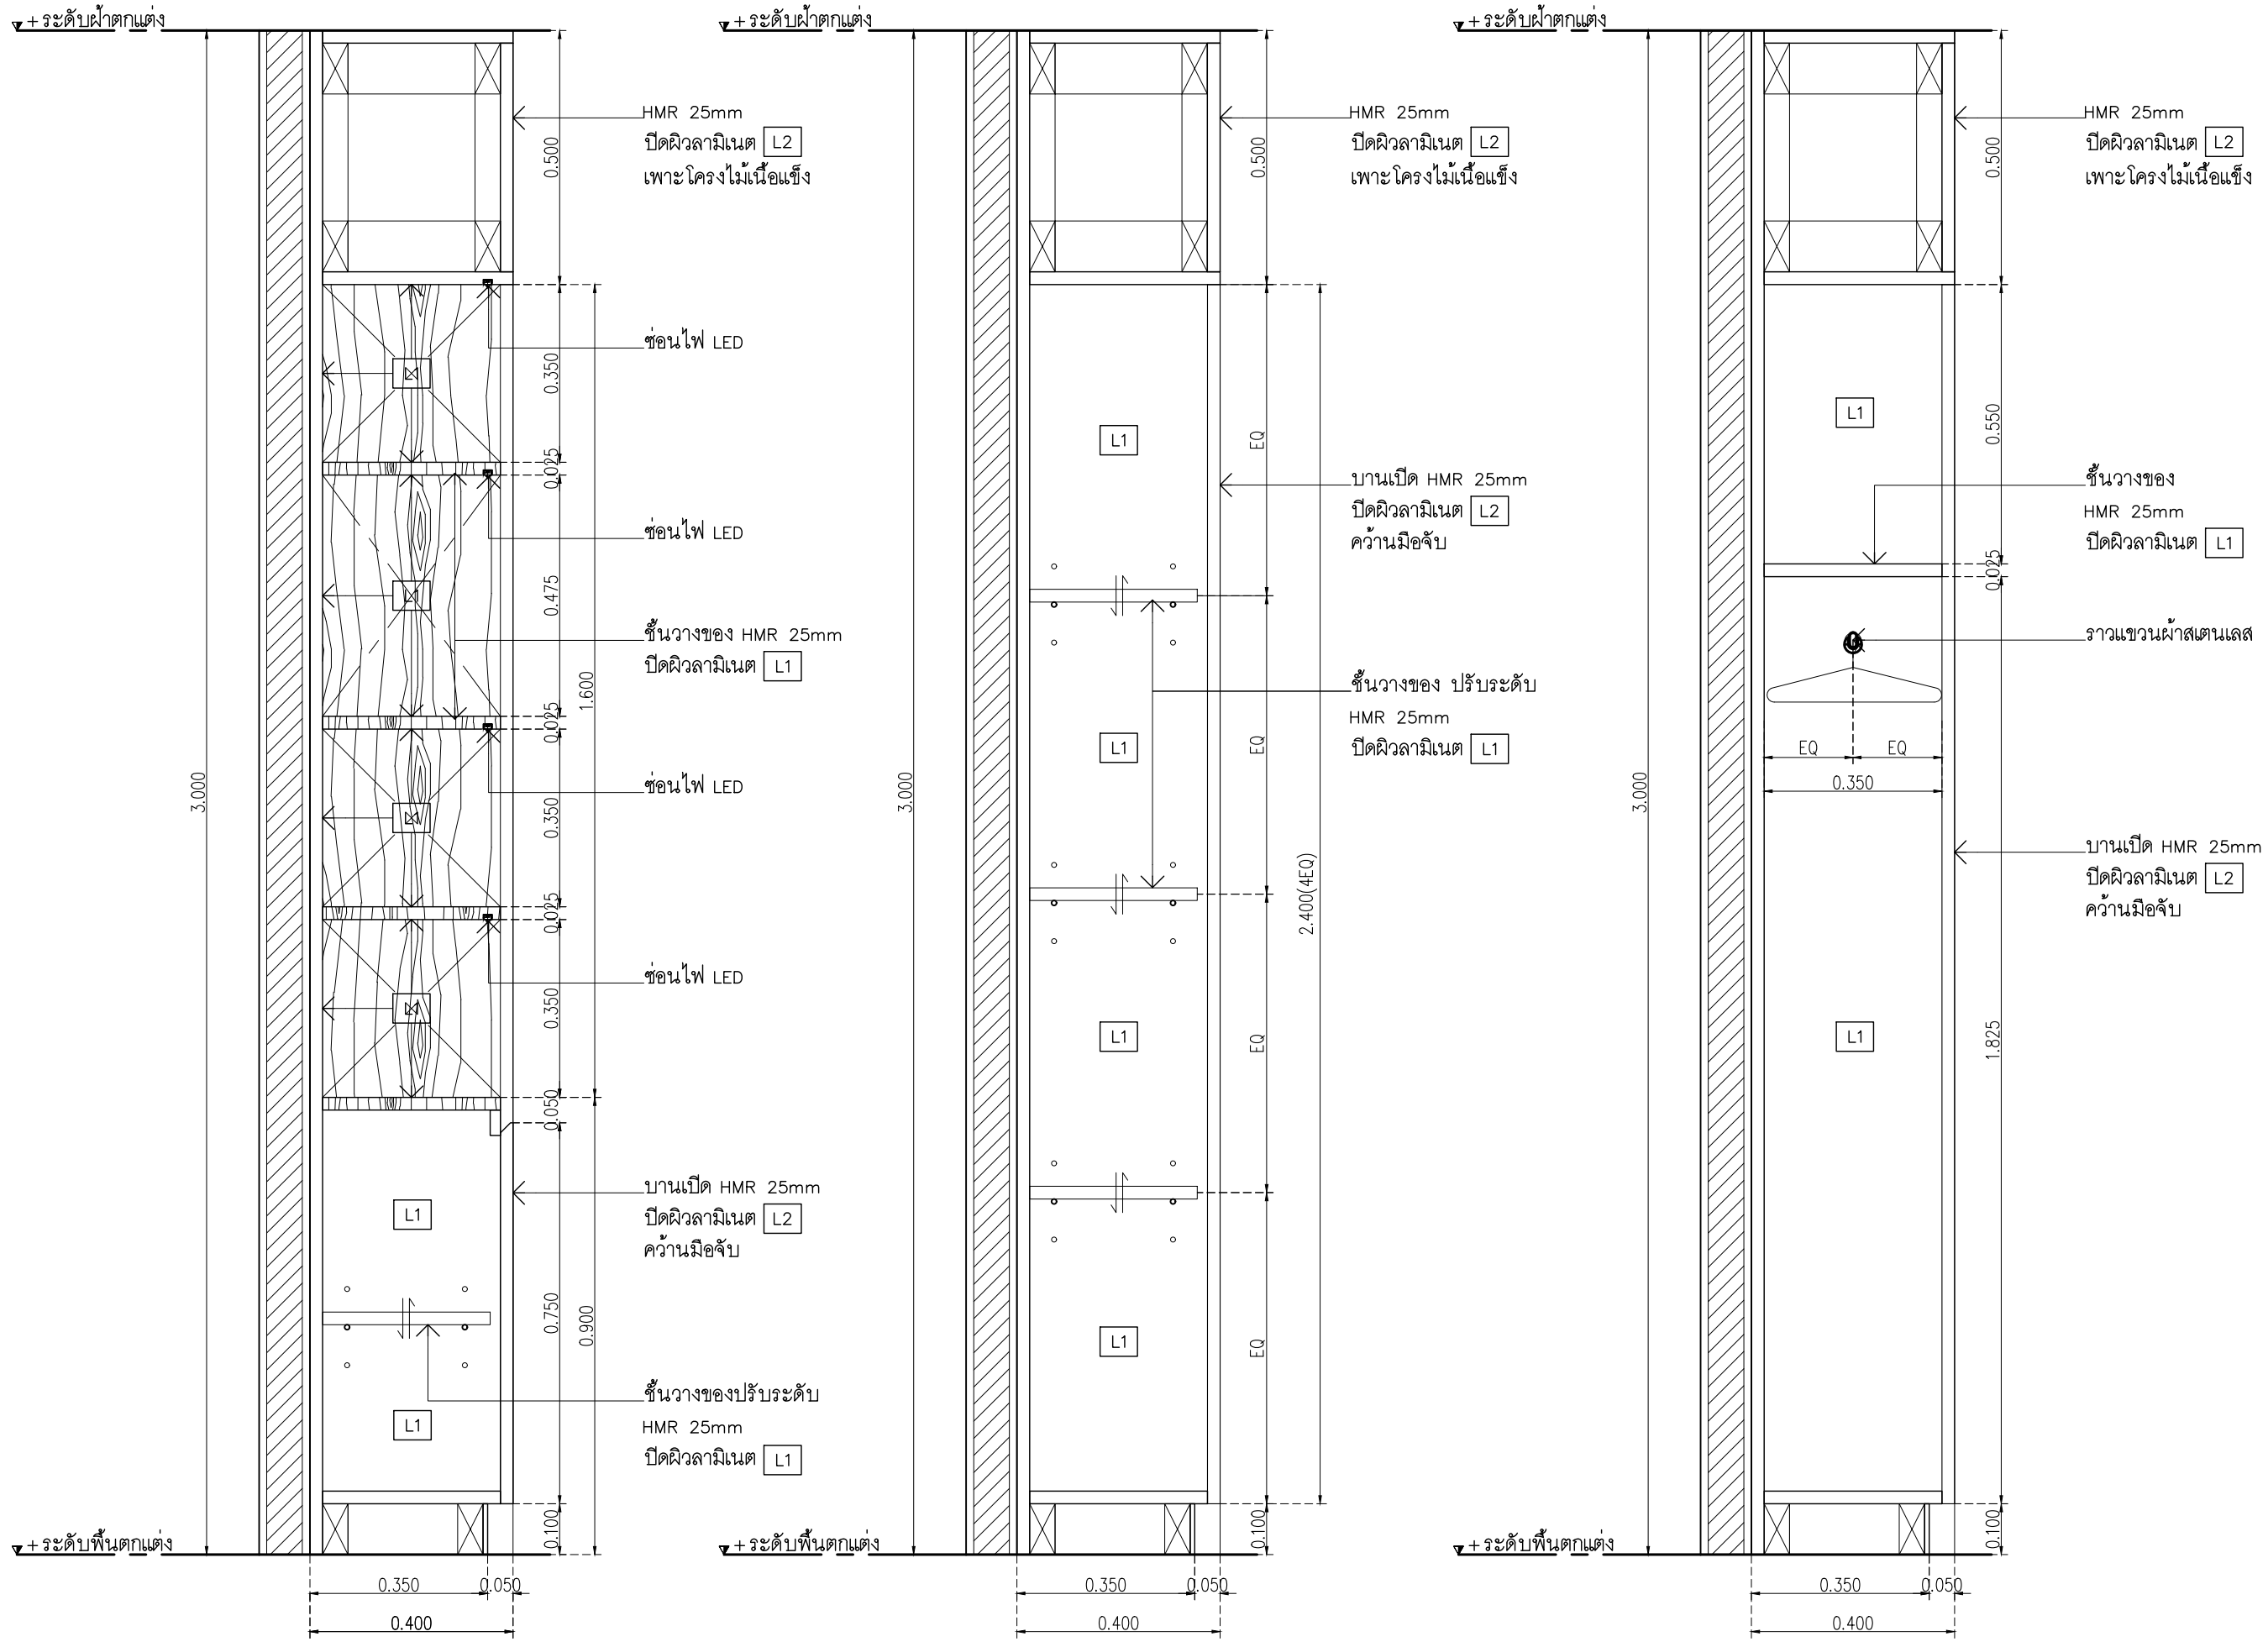 +ระดับฝ้าตกแต่ง
HMR 25mm
ปิดผิวลามิเนต L2
เพาะโครงไม้เนื้อแข็ง
ซ่อนไฟ LED
ซ่อนไฟ LED
ชั้นวางของ HMR 25mm
ปิดผิวลามิเนต L1
ซ่อนไฟ LED
ซ่อนไฟ LED
บานเปิด HMR 25mm
ปิดผิวลามิเนต L2
คว้านมือจับ
ชั้นวางของปรับระดับ
HMR 25mm
ปิดผิวลามิเนต L1
L1
L1
3.000
0.500
0.350
0.025
0.475
0.025
0.350
0.025
0.350
0.050
0.750
0.100
1.600
0.900
+ระดับพื้นตกแต่ง
0.350
0.050
0.400
+ระดับฝ้าตกแต่ง
HMR 25mm
ปิดผิวลามิเนต L2
เพาะโครงไม้เนื้อแข็ง
บานเปิด HMR 25mm
ปิดผิวลามิเนต L2
คว้านมือจับ
ชั้นวางของ ปรับระดับ
HMR 25mm
ปิดผิวลามิเนต L1
L1
L1
L1
L1
3.000
0.500
EQ
EQ
EQ
EQ
0.100
2.400(4EQ)
+ระดับพื้นตกแต่ง
0.350
0.050
0.400
+ระดับฝ้าตกแต่ง
HMR 25mm
ปิดผิวลามิเนต L2
เพาะโครงไม้เนื้อแข็ง
ชั้นวางของ
HMR 25mm
ปิดผิวลามิเนต L1
ราวแขวนผ้าสเตนเลส
บานเปิด HMR 25mm
ปิดผิวลามิเนต L2
คว้านมือจับ
L1
EQ
EQ
0.350
L1
3.000
0.500
0.550
0.025
1.825
0.100
+ระดับพื้นตกแต่ง
0.350
0.050
0.400